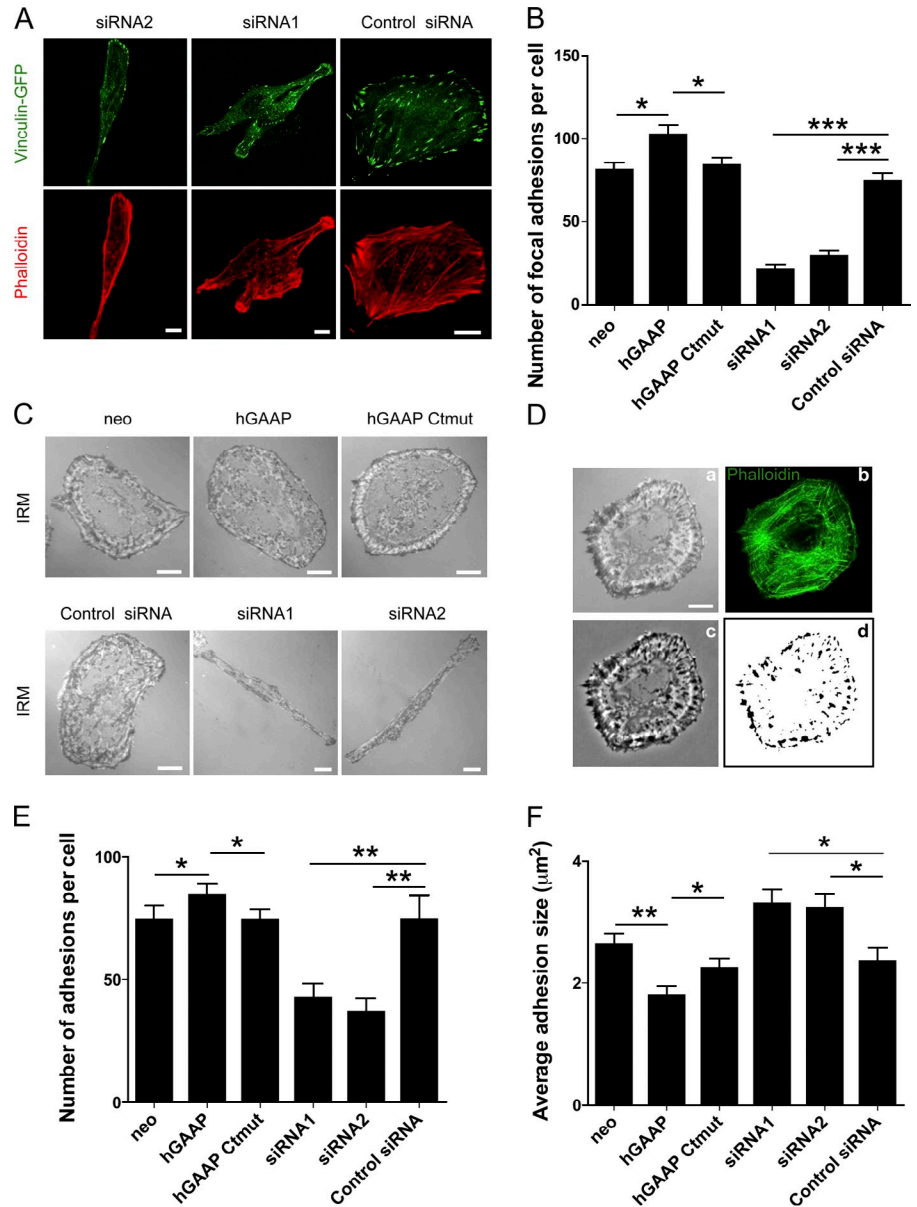 A
siRNA2 siRNA1 Control siRNA
Vinculin-GFP
Phalloidin
B
Number of focal adhesions per cell
150
100
50
0
* * *** ***
neo hGAAP hGAAP Ctmut siRNA1 siRNA2 Control siRNA
C
neo hGAAP hGAAP Ctmut
IRM
Control siRNA siRNA1 siRNA2
IRM
D
a
Phalloidin b
c
d
E
Number of adhesions per cell
100
50
0
* * ** **
neo hGAAP hGAAP Ctmut siRNA1 siRNA2 Control siRNA
F
Average adhesion size (μm²)
4
2
0
** * * *
neo hGAAP hGAAP Ctmut siRNA1 siRNA2 Control siRNA